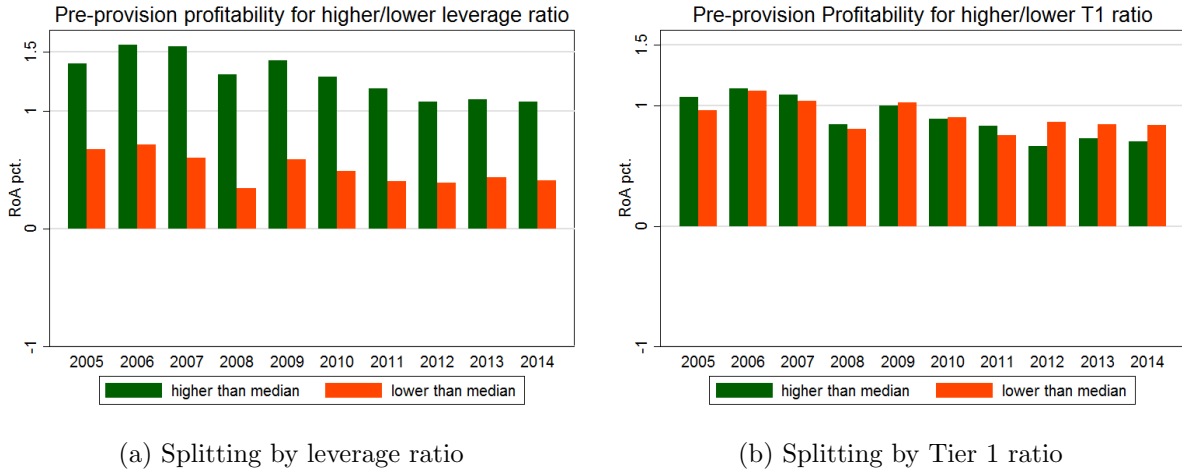 Pre-provision profitability for higher/lower leverage ratio
RoA pct.
1.5
1
0
-1
2005 2006 2007 2008 2009 2010 2011 2012 2013 2014
higher than median lower than median
(a) Splitting by leverage ratio
Pre-provision Profitability for higher/lower T1 ratio
RoA pct.
1.5
1
0
-1
2005 2006 2007 2008 2009 2010 2011 2012 2013 2014
higher than median lower than median
(b) Splitting by Tier 1 ratio